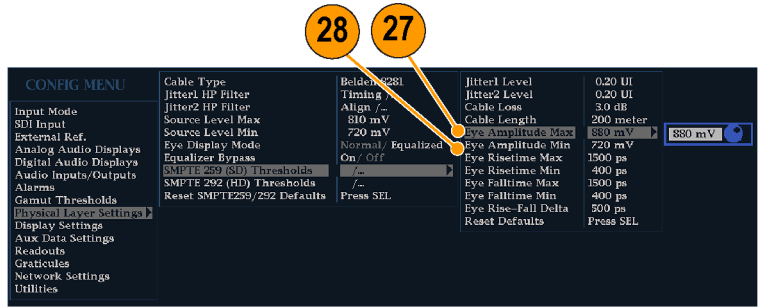 28 27
CONFIG MENU
Input Mode
SDI Input
External Ref.
Analog Audio Displays
Digital Audio Displays
Audio Inputs/Outputs
Alarms
Gamut Thresholds
Physical Layer Settings
Display Settings
Aux Data Settings
Readouts
Graticules
Network Settings
Utilities
Cable Type Belden 8281
Jitter1 HP Filter Timing /...
Jitter2 HP Filter Align /...
Source Level Max 810 mV
Source Level Min 720 mV
Eye Display Mode Normal/ Equalized
Equalizer Bypass On/ Off
SMPTE 259 (SD) Thresholds /...
SMPTE 292 (HD) Thresholds /...
Reset SMPTE259/292 Defaults Press SEL
Jitter1 Level 0.20 UI
Jitter2 Level 0.20 UI
Cable Loss 3.0 dB
Cable Length 200 meter
Eye Amplitude Max 880 mV
Eye Amplitude Min 720 mV
Eye Risetime Max 1500 ps
Eye Risetime Min 400 ps
Eye Falltime Max 1500 ps
Eye Falltime Min 400 ps
Eye Rise-Fall Delta 500 ps
Reset Defaults Press SEL
880 mV